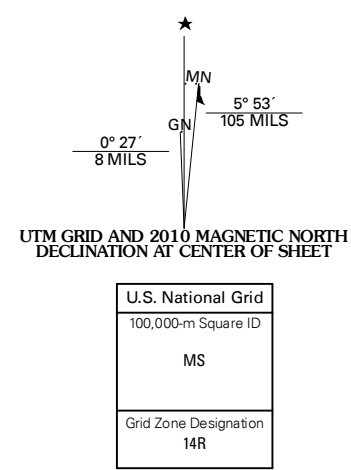 MN
5° 53´
105 MILS
GN
0° 27´
8 MILS
UTM GRID AND 2010 MAGNETIC NORTH
DECLINATION AT CENTER OF SHEET
U.S. National Grid
100,000-m Square ID
MS
Grid Zone Designation
14R